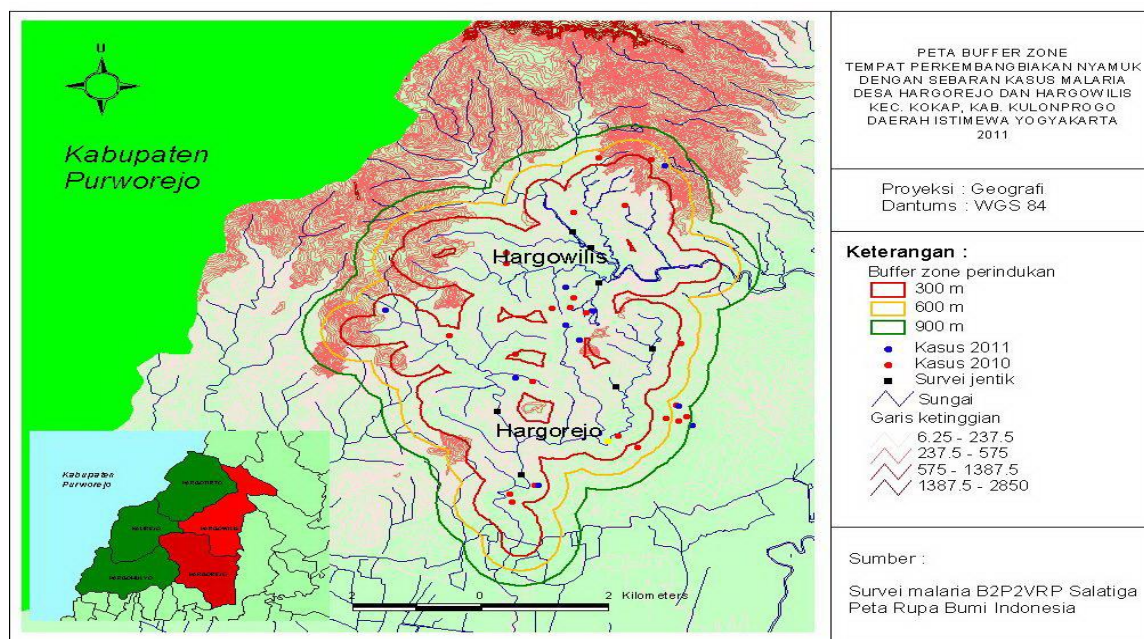 U
Kabupaten
Purworejo
Hargowilis
Hargorejo
Kabupaten
Purworejo
2 0 2 Kilometers
PETA BUFFER ZONE
TEMPAT PERKEMBANGBIAKAN NYAMUK
DENGAN SEBARAN KASUS MALARIA
DESA HARGOREJO DAN HARGOWILIS
KEC. KOKAP, KAB. KULONPROGO
DAERAH ISTIMEWA YOGYAKARTA
2011
Proyeksi : Geografi
Dantums : WGS 84
Keterangan :
Buffer zone perindukan
300 m
600 m
900 m
Kasus 2011
Kasus 2010
Survei jentik
Sungai
Garis ketinggian
6.25 - 237.5
237.5 - 575
575 - 1387.5
1387.5 - 2850
Sumber :
Survei malaria B2P2VRP Salatiga
Peta Rupa Bumi Indonesia